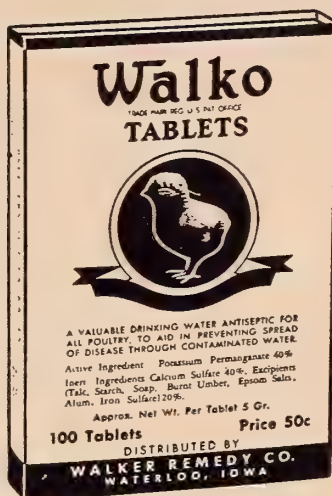 Walko
TRADE MARK REG U S PAT OFFICE
TABLETS
A VALUABLE DRINKING WATER ANTISEPTIC FOR
ALL POULTRY, TO AID IN PREVENTING SPREAD
OF DISEASE THROUGH CONTAMINATED WATER.
Active Ingredient Potassium Permanganate 40%
Inert Ingredients Calcium Sulfate 40%, Excipients
(Talc, Starch, Soap, Burnt Umber, Epsom Salts,
Alum, Iron Sulfate) 20%.
Approx. Net Wt. Per Tablet 5 Gr.
100 Tablets Price 50c
DISTRIBUTED BY
WALKER REMEDY CO.
WATERLOO, IOWA